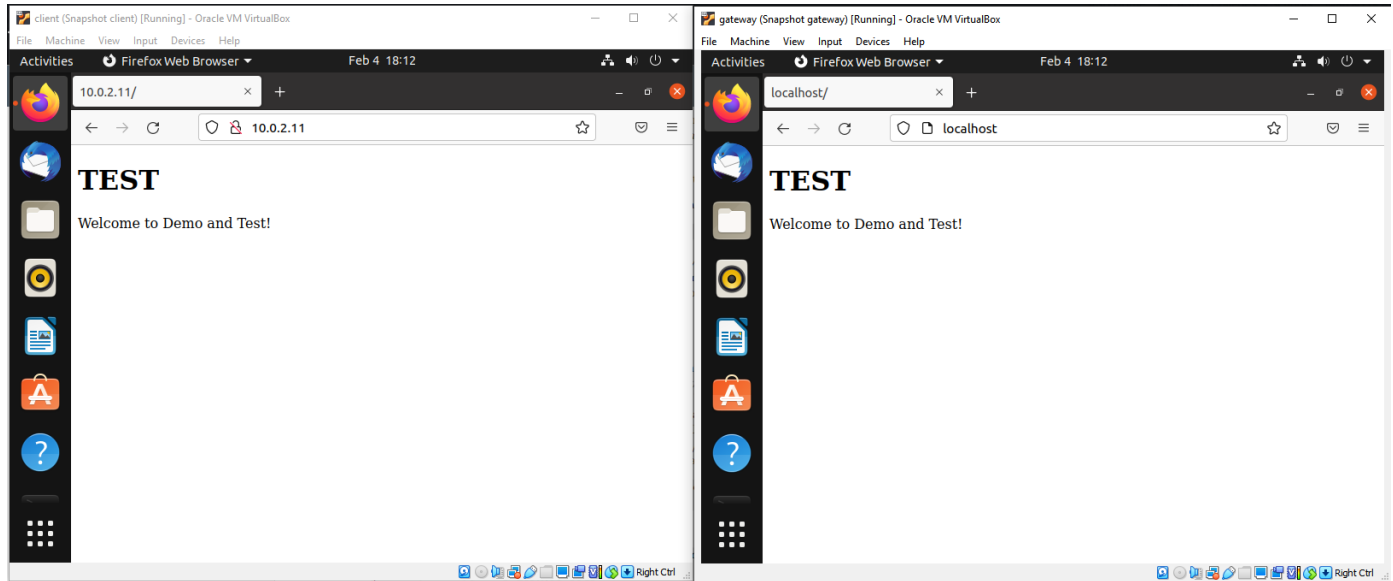 client (Snapshot client) [Running] - Oracle VM VirtualBox
File Machine View Input Devices Help
Activities Firefox Web Browser Feb 4 18:12
10.0.2.11/
10.0.2.11
TEST
Welcome to Demo and Test!
Right Ctrl
gateway (Snapshot gateway) [Running] - Oracle VM VirtualBox
File Machine View Input Devices Help
Activities Firefox Web Browser Feb 4 18:12
localhost/
localhost
TEST
Welcome to Demo and Test!
Right Ctrl